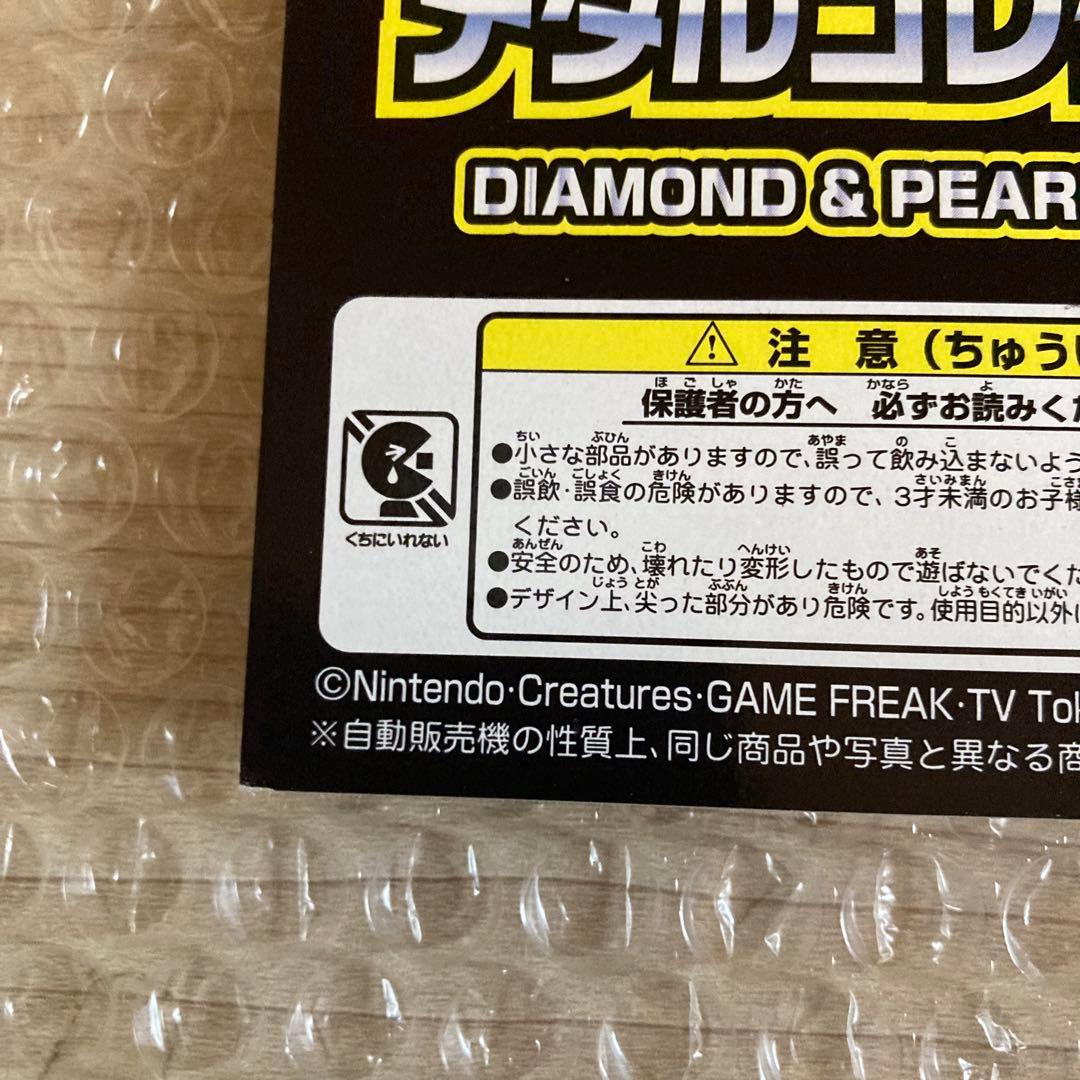 タルコレ
DIAMOND & PEAR
⚠ 注 意（ちゅう
保護者の方へ 必ずお読みくだ
●小さな部品がありますので、誤って飲み込まないよう
●誤飲・誤食の危険がありますので、3才未満のお子様
ください。
●安全のため、壊れたり変形したもので遊ばないでくだ
●デザイン上、尖った部分があり危険です。使用目的以外
くちにいれない
©Nintendo·Creatures·GAME FREAK·TV To
※自動販売機の性質上、同じ商品や写真と異なる商